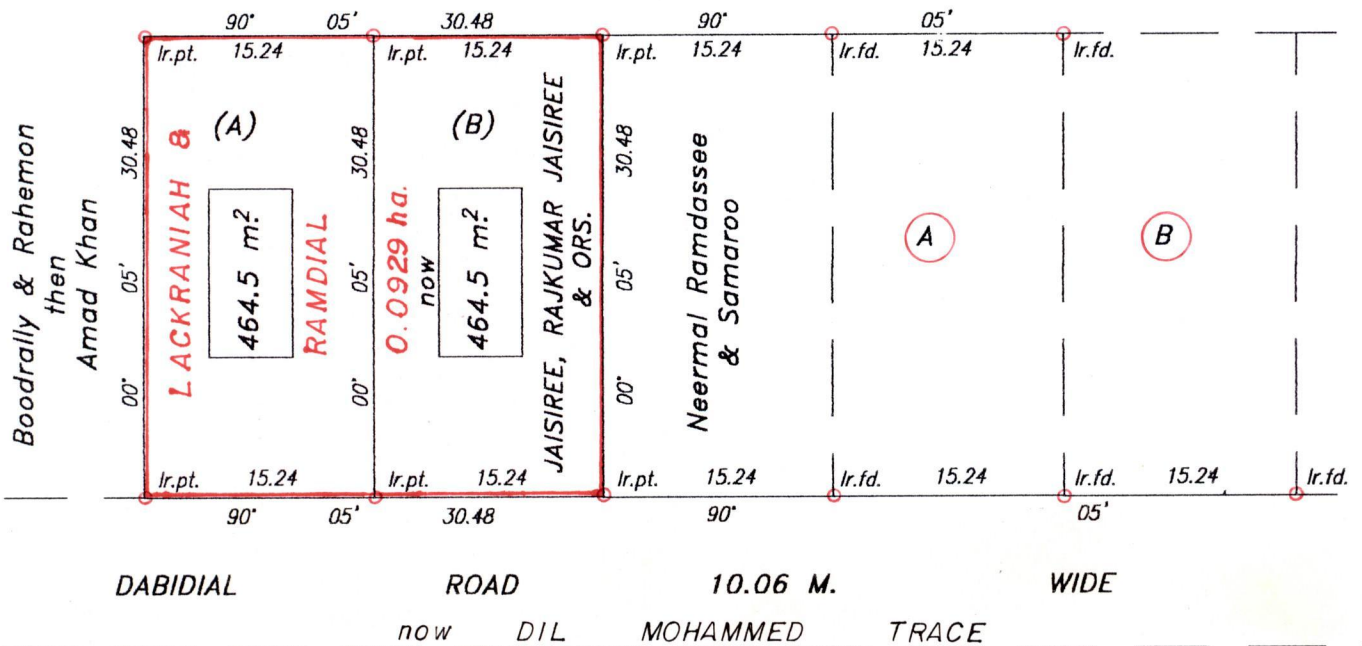 90° 05' 30.48 90° 05'
Ir.pt. 15.24 Ir.pt. 15.24 Ir.pt. 15.24 Ir.fd. 15.24 Ir.fd.
Boodrally & Rahemon
then
Amad Khan
00° 05' 30.48
(A)
LACKRANIAH &
464.5 m.²
RAMDIAL
00° 05' 30.48
(B)
0.0929 ha.
now
464.5 m.²
JAISIREE, RAJKUMAR JAISIREE
& ORS.
00° 05' 30.48
Neermal Ramdassee
& Samaroo
A
B
Ir.pt. 15.24 Ir.pt. 15.24 Ir.pt. 15.24 Ir.fd. 15.24 Ir.fd. 15.24 Ir.fd.
90° 05' 30.48 90° 05'
DABIDIAL ROAD 10.06 M. WIDE
now DIL MOHAMMED TRACE